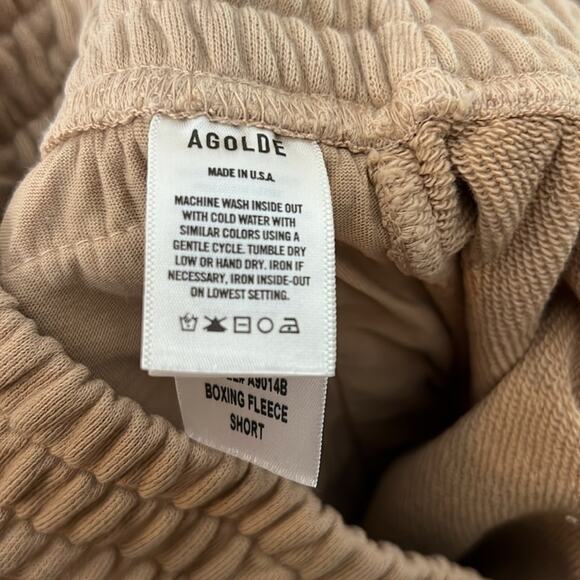 AGOLDE
MADE IN U.S.A.
MACHINE WASH INSIDE OUT
WITH COLD WATER WITH
SIMILAR COLORS USING A
GENTLE CYCLE. TUMBLE DRY
LOW OR HAND DRY. IRON IF
NECESSARY, IRON INSIDE-OUT
ON LOWEST SETTING.
A9014B
BOXING FLEECE
SHORT